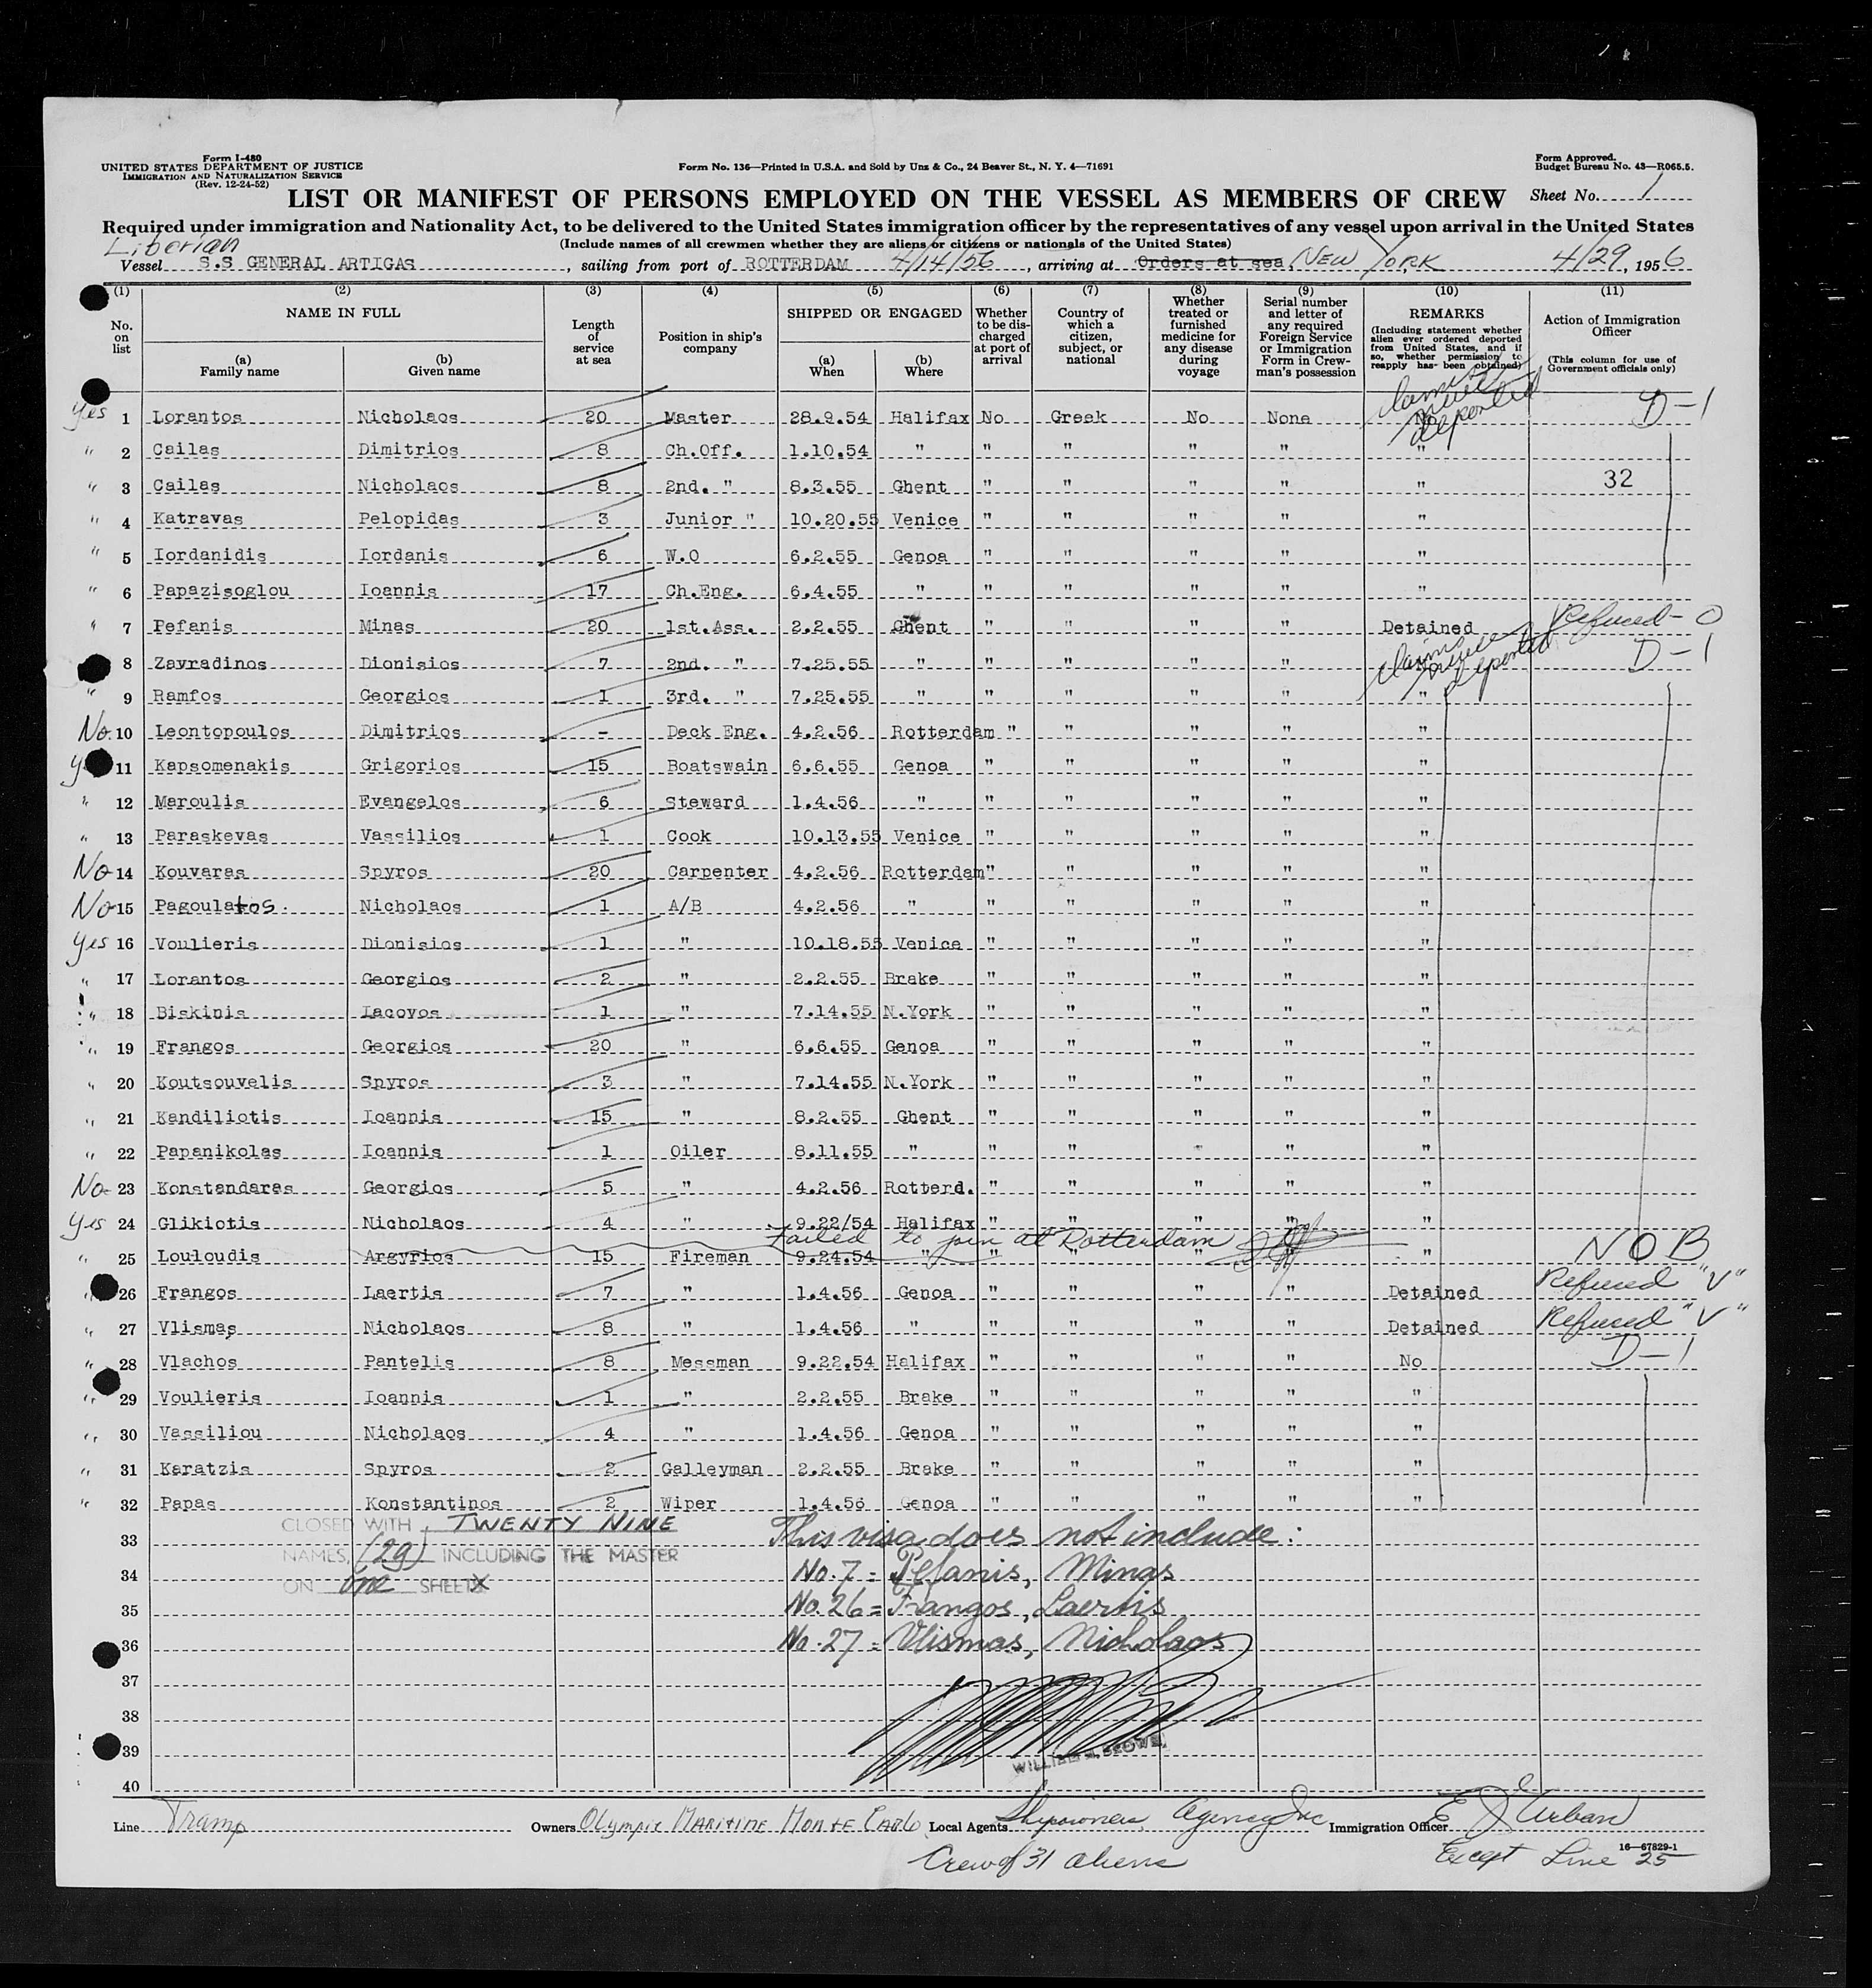 Form I-480
UNITED STATES DEPARTMENT OF JUSTICE
IMMIGRATION AND NATURALIZATION SERVICE
(Rev. 12-24-52)
Form No. 136—Printed in U.S.A. and Sold by Unz & Co., 24 Beaver St., N. Y. 4—71691
Form Approved.
Budget Bureau No. 43—R065.5.
LIST OR MANIFEST OF PERSONS EMPLOYED ON THE VESSEL AS MEMBERS OF CREW
Sheet No. 1
Required under immigration and Nationality Act, to be delivered to the United States immigration officer by the representatives of any vessel upon arrival in the United States
Liberian
(Include names of all crewmen whether they are aliens or citizens or nationals of the United States)
Vessel S.S GENERAL ARTIGAS, sailing from port of ROTTERDAM 4/14/56, arriving at Orders at sea NEW YORK 4/29, 1956
(1) (2) (3) (4) (5) (6) (7) (8) (9) (10) (11)
No. on list
NAME IN FULL
(a) Family name
(b) Given name
Length of service at sea
Position in ship's company
SHIPPED OR ENGAGED
(a) When
(b) Where
Whether to be discharged at port of arrival
Country of which a citizen, subject, or national
Whether treated or furnished medicine for any disease during voyage
Serial number and letter of any required Foreign Service or Immigration Form in Crewman's possession
REMARKS
(Including statement whether alien ever ordered deported from United States, and if so, whether permission to reapply has been obtained)
Action of Immigration Officer
(This column for use of Government officials only)
Yes 1 Lorantos Nicholaos 20 Master 28.9.54 Halifax No Greek No None No Claims never deported D-1
" 2 Cailas Dimitrios 8 Ch.Off. 1.10.54 " " " " " "
" 3 Cailas Nicholaos 8 2nd. " 8.3.55 Ghent " " " " " 32
" 4 Katravas Pelopidas 3 Junior " 10.20.55 Venice " " " " "
" 5 Iordanidis Iordanis 6 W.O 6.2.55 Genoa " " " " "
" 6 Papazisoglou Ioannis 17 Ch.Eng. 6.4.55 " " " " " "
" 7 Pefanis Minas 20 1st.Ass. 2.2.55 Ghent " " " " Detained Refused-O
8 Zavradinos Dionisios 7 2nd. " 7.25.55 " " " " " Claims never deported D-1
" 9 Ramfos Georgios 1 3rd. " 7.25.55 " " " " " "
No. 10 Leontopoulos Dimitrios - Deck Eng. 4.2.56 Rotterdam " " " " "
Yes 11 Kapsomenakis Grigorios 15 Boatswain 6.6.55 Genoa " " " " "
" 12 Maroulis Evangelos 6 Steward 1.4.56 " " " " " "
" 13 Paraskevas Vassilios 1 Cook 10.13.55 Venice " " " " "
No 14 Kouvaras Spyros 20 Carpenter 4.2.56 Rotterdam " " " " "
No 15 Pagoulatos. Nicholaos 1 A/B 4.2.56 " " " " " "
Yes 16 Voulieris Dionisios 1 " 10.18.55 Venice " " " " "
" 17 Lorantos Georgios 2 " 2.2.55 Brake " " " " "
" 18 Biskinis Iacovos 1 " 7.14.55 N.York " " " " "
" 19 Frangos Georgios 20 " 6.6.55 Genoa " " " " "
" 20 Koutsouvelis Spyros 3 " 7.14.55 N.York " " " " "
" 21 Kandiliotis Ioannis 15 " 8.2.55 Ghent " " " " "
" 22 Papanikolas Ioannis 1 Oiler 8.11.55 " " " " " "
No 23 Konstandaras Georgios 5 " 4.2.56 Rotterd. " " " " "
Yes 24 Glikiotis Nicholaos 4 " 9.22/54 Halifax " " " " "
Failed to join at Rotterdam
" 25 Louloudis Argyrios 15 Fireman 9.24.54 " " " " " " NOB
" 26 Frangos Laertis 7 " 1.4.56 Genoa " " " " Detained Refused "V"
" 27 Vlismas Nicholaos 8 " 1.4.56 " " " " " Detained Refused "V"
" 28 Vlachos Pantelis 8 Messman 9.22.54 Halifax " " " " No D-1
" 29 Voulieris Ioannis 1 " 2.2.55 Brake " " " " "
" 30 Vassiliou Nicholaos 4 " 1.4.56 Genoa " " " " "
" 31 Karatzis Spyros 2 Galleyman 2.2.55 Brake " " " " "
" 32 Papas Konstantinos 2 Wiper 1.4.56 Genoa " " " " "
CLOSED WITH TWENTY NINE
33 This visa does not include:
NAMES, (29) INCLUDING THE MASTER
34 No. 7 = Pefanis, Minas
ON one SHEETX
35 No. 26 = Frangos, Laertis
36 No. 27 = Vlismas, Nicholaos
37
38
39
WILLIAM H. BROWN
40
Line Tramp Owners Olympic MARITIME MONTE CARLO Local Agents Shipowners Agency Inc Immigration Officer E J Urban
16—67829-1
Crew of 31 aliens
Except Line 25